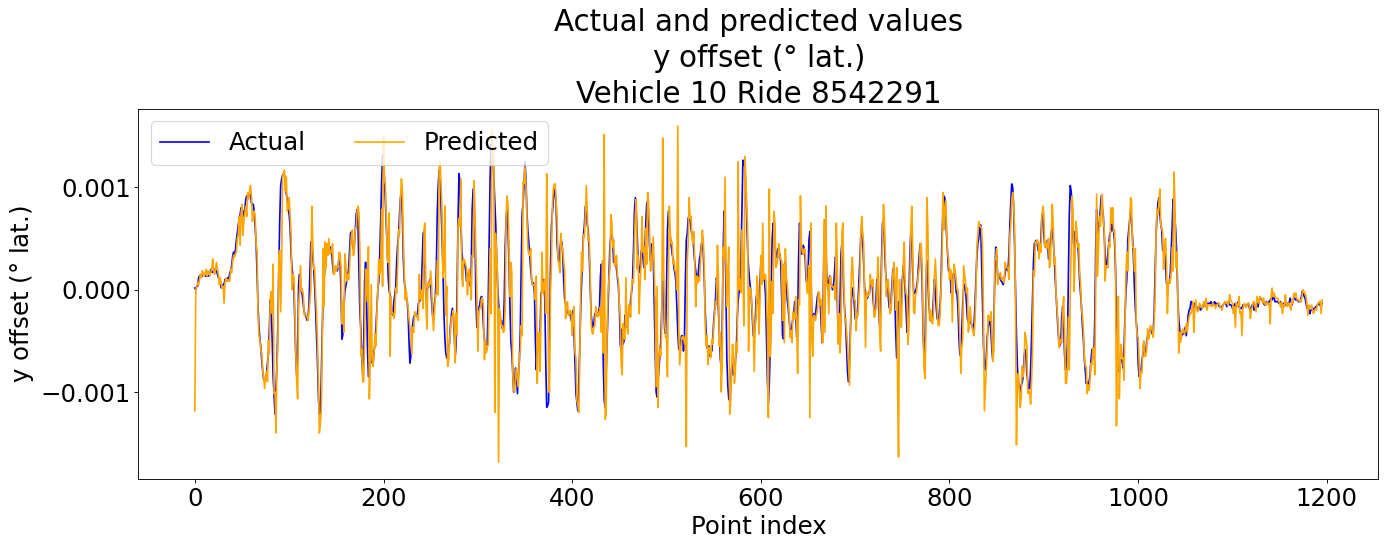 Actual and predicted values
y offset (° lat.)
Vehicle 10 Ride 8542291
Actual Predicted
y offset (° lat.)
0.001
0.000
−0.001
0 200 400 600 800 1000 1200
Point index